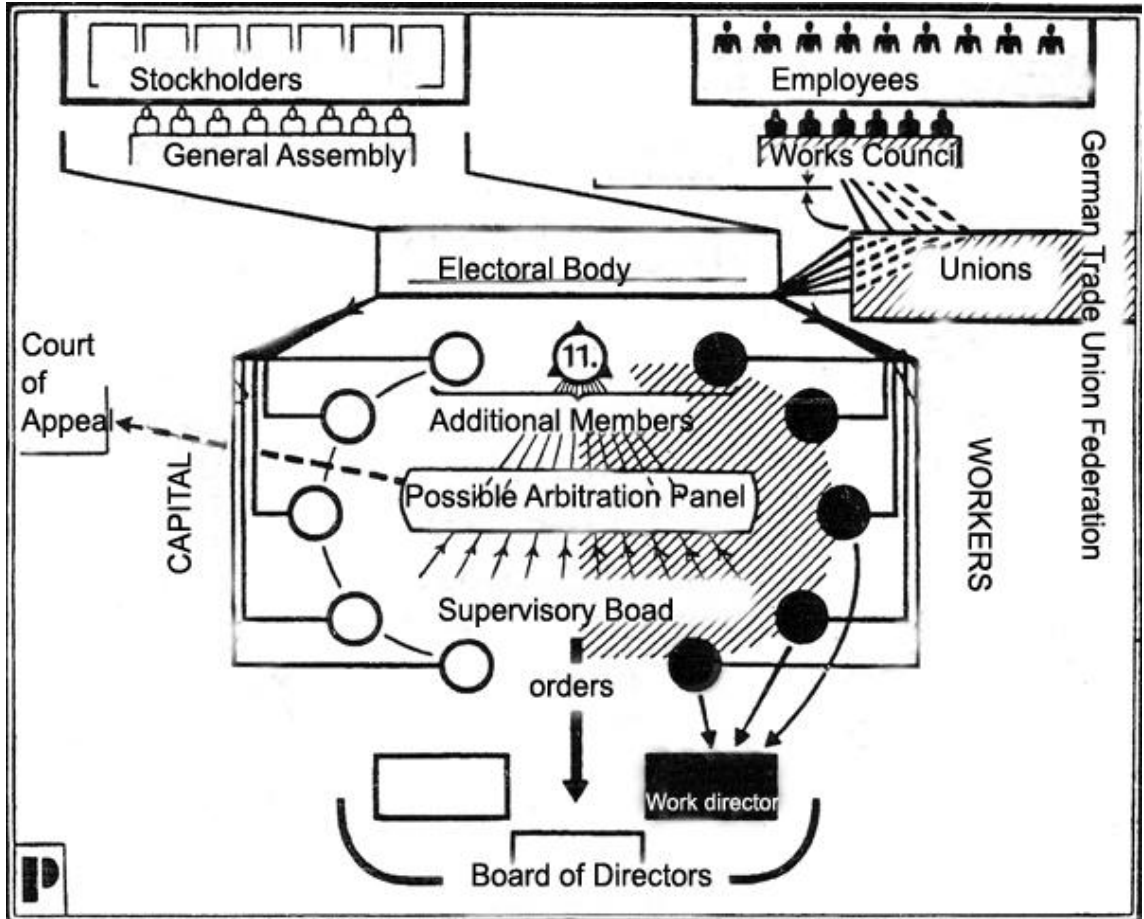 Stockholders
Employees
General Assembly
Works Council
German Trade Union Federation
Electoral Body
Unions
Court
of
Appeal
11.
Additional Members
CAPITAL
Possible Arbitration Panel
WORKERS
Supervisory Boad
orders
Work director
Board of Directors
P